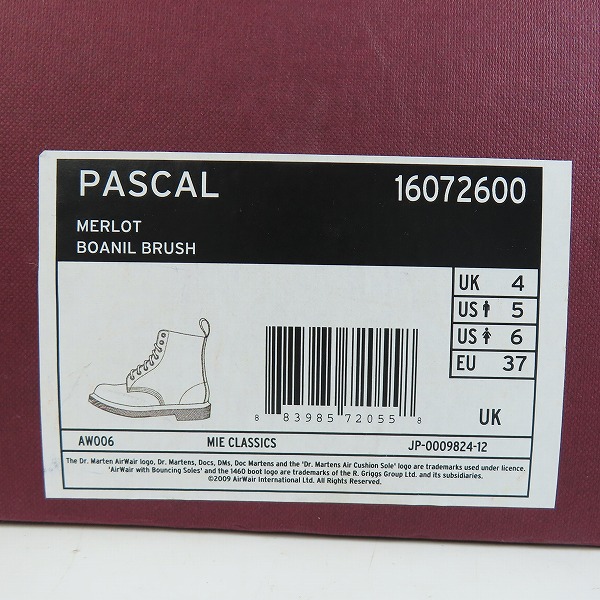 PASCAL 16072600
MERLOT
BOANIL BRUSH
UK 4
US 5
US 6
EU 37
8 83985 72055 8
UK
AW006 MIE CLASSICS JP-0009824-12
The Dr. Marten AirWair logo, Dr. Martens, Docs, DMs, Doc Martens and the 'Dr. Martens Air Cushion Sole' logo are trademarks used under licence.
'AirWair with Bouncing Soles' and the 1460 boot logo are trademarks of the R. Griggs Group Ltd. and its subsidiaries.
©2009 AirWair International Ltd. All Rights Reserved.